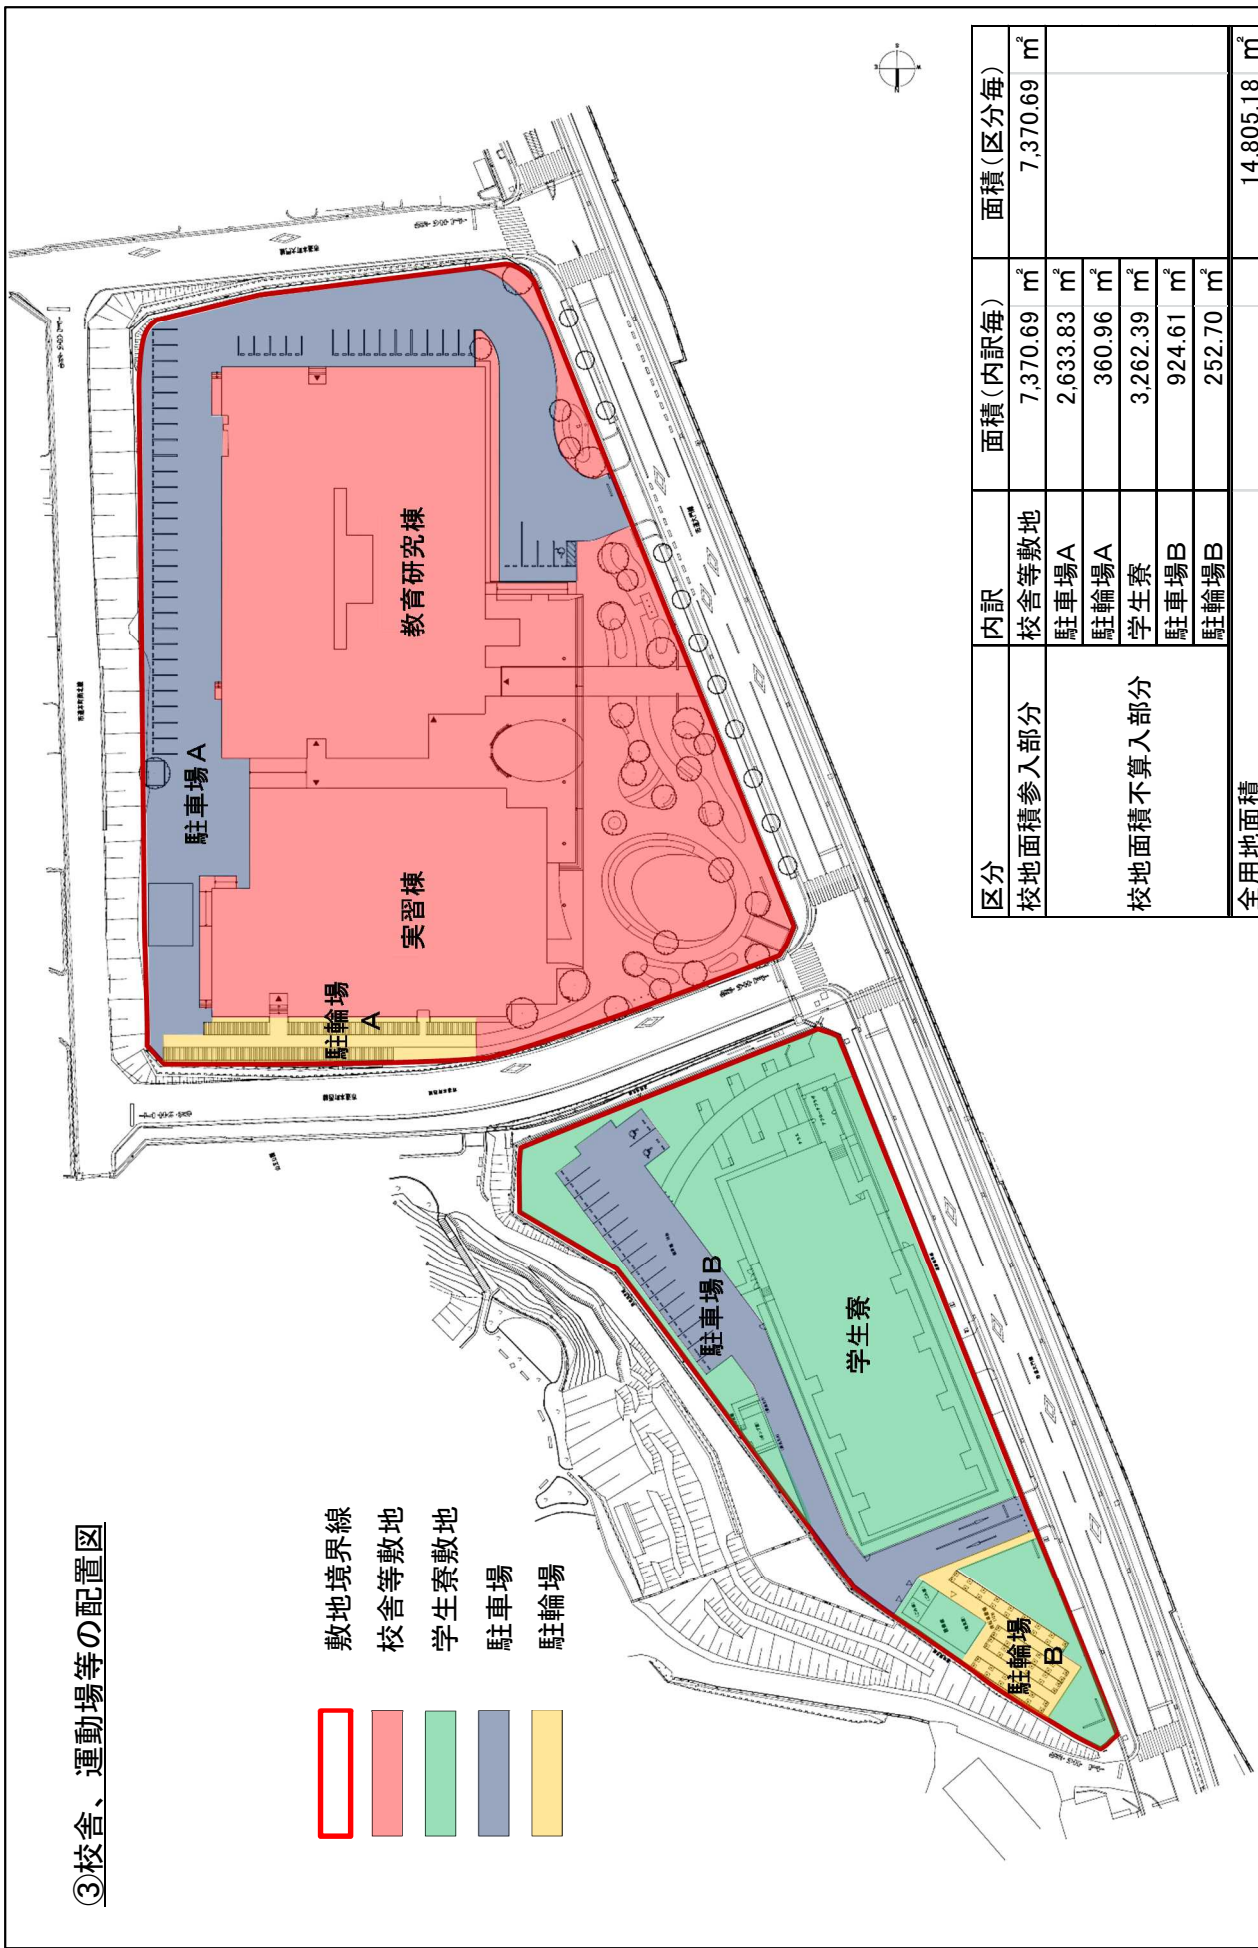 ③校舎、運動場等の配置図
敷地境界線
校舎等敷地
学生寮敷地
駐車場
駐輪場
駐車場A
教育研究棟
実習棟
駐輪場
A
駐車場B
学生寮
駐輪場
B
区分 内訳 面積(内訳毎) 面積(区分毎)
校地面積参入部分 校舎等敷地 7,370.69 ㎡ 7,370.69 ㎡
校地面積不算入部分 駐車場A 2,633.83 ㎡
駐輪場A 360.96 ㎡
学生寮 3,262.39 ㎡
駐車場B 924.61 ㎡
駐輪場B 252.70 ㎡
全用地面積 14,805.18 ㎡